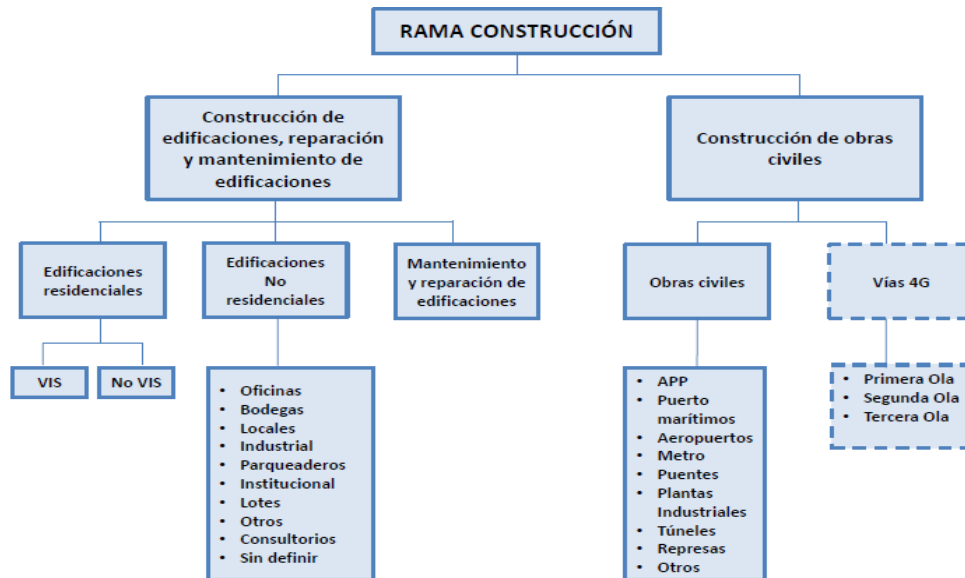 RAMA CONSTRUCCIÓN
Construcción de
edificaciones, reparación
y mantenimiento de
edificaciones
Construcción de obras
civiles
Edificaciones
residenciales
Edificaciones
No
residenciales
Mantenimiento
y reparación de
edificaciones
Obras civiles
Vías 4G
VIS
No VIS
• Oficinas
• Bodegas
• Locales
• Industrial
• Parqueaderos
• Institucional
• Lotes
• Otros
• Consultorios
• Sin definir
• APP
• Puerto
marítimos
• Aeropuertos
• Metro
• Puentes
• Plantas
Industriales
• Túneles
• Represas
• Otros
• Primera Ola
• Segunda Ola
• Tercera Ola